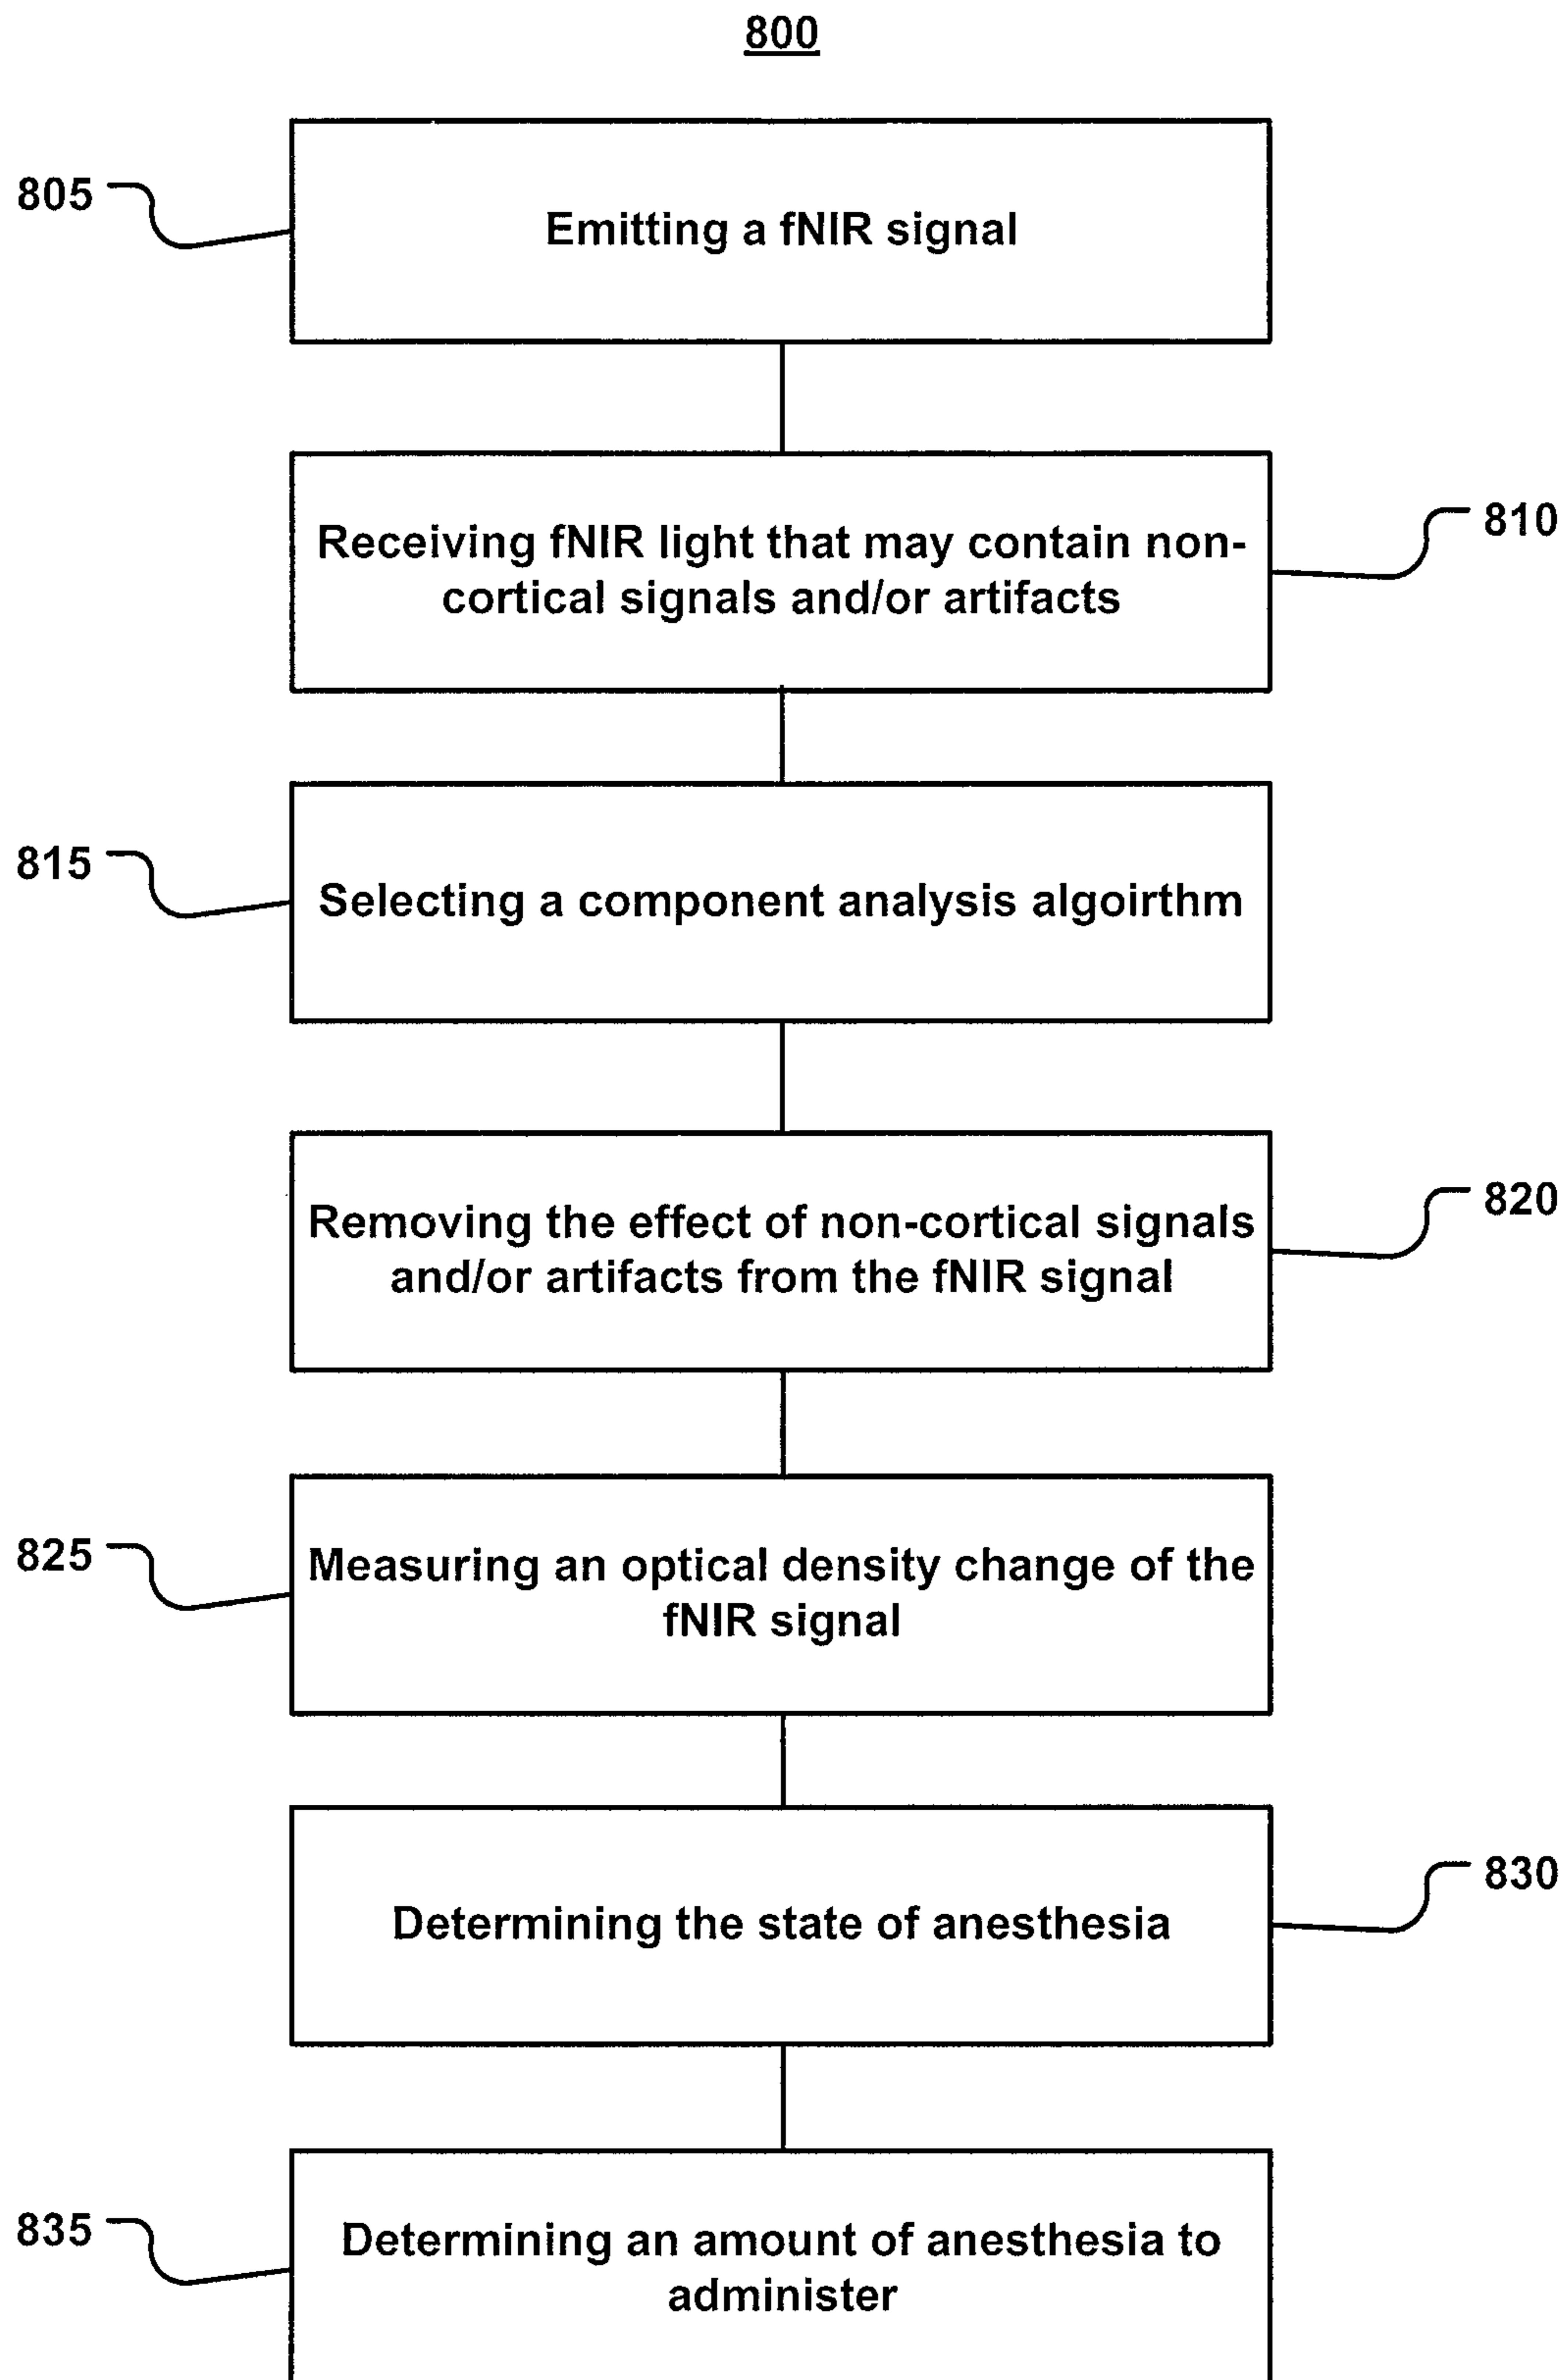 800
805
Emitting a fNIR signal
Receiving fNIR light that may contain non-
cortical signals and/or artifacts
810
815
Selecting a component analysis algoirthm
Removing the effect of non-cortical signals
and/or artifacts from the fNIR signal
820
825
Measuring an optical density change of the
fNIR signal
Determining the state of anesthesia
830
835
Determining an amount of anesthesia to
administer